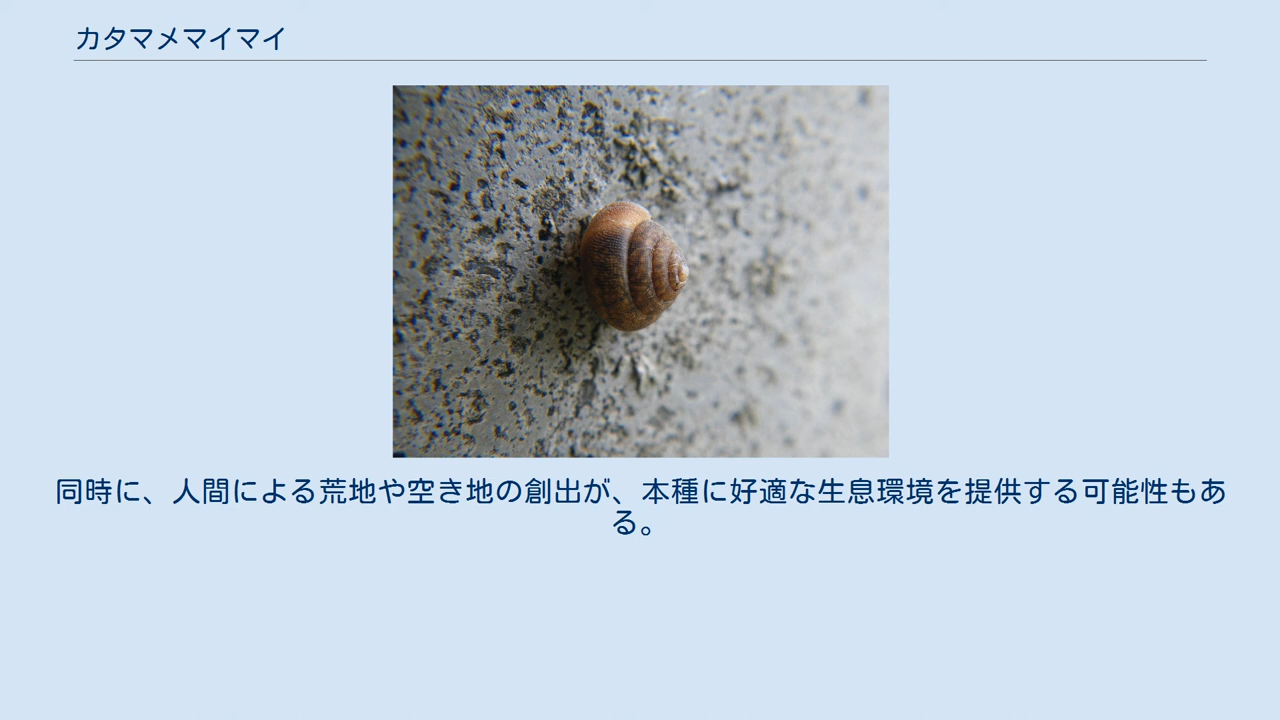 カタマメマイマイ
同時に、人間による荒地や空き地の創出が、本種に好適な生息環境を提供する可能性もあ
る。